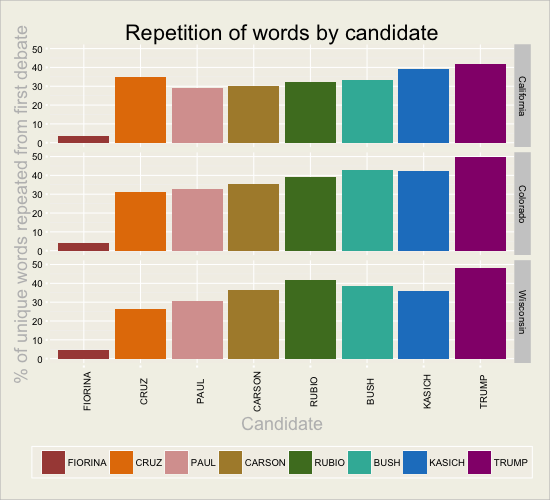 Repetition of words by candidate
% of unique words repeated from first debate
50
40
30
20
10
0
California
50
40
30
20
10
0
Colorado
50
40
30
20
10
0
Wisconsin
FIORINA CRUZ PAUL CARSON RUBIO BUSH KASICH TRUMP
Candidate
FIORINA CRUZ PAUL CARSON RUBIO BUSH KASICH TRUMP